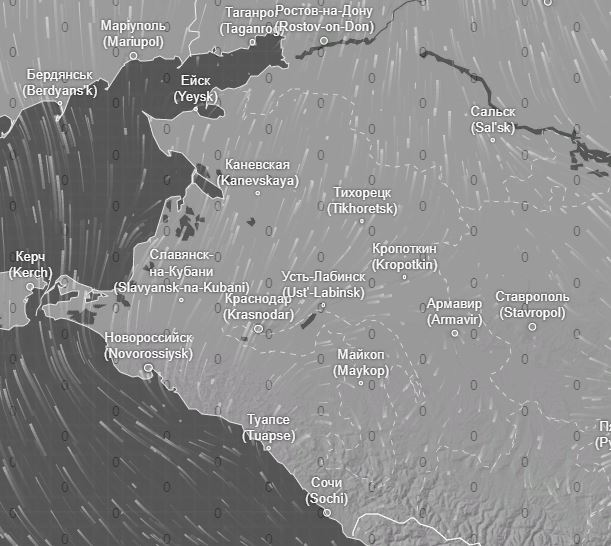 Таганрог
(Taganrog)
Ростов-на-Дону
(Rostov-on-Don)
Маріуполь
(Mariupol)
Бердянськ
(Berdyans'k)
Ейск
(Yeysk)
Сальск
(Sal'sk)
Каневская
(Kanevskaya)
Тихорецк
(Tikhoretsk)
Керчь
(Kerch)
Славянск-
на-Кубани
(Slavyansk-na-Kubani)
Кропоткин
(Kropotkin)
Усть-Лабинск
(Ust'-Labinsk)
Краснодар
(Krasnodar)
Армавир
(Armavir)
Ставрополь
(Stavropol)
Новороссийск
(Novorossiysk)
Майкоп
(Maykop)
Туапсе
(Tuapse)
Сочи
(Sochi)